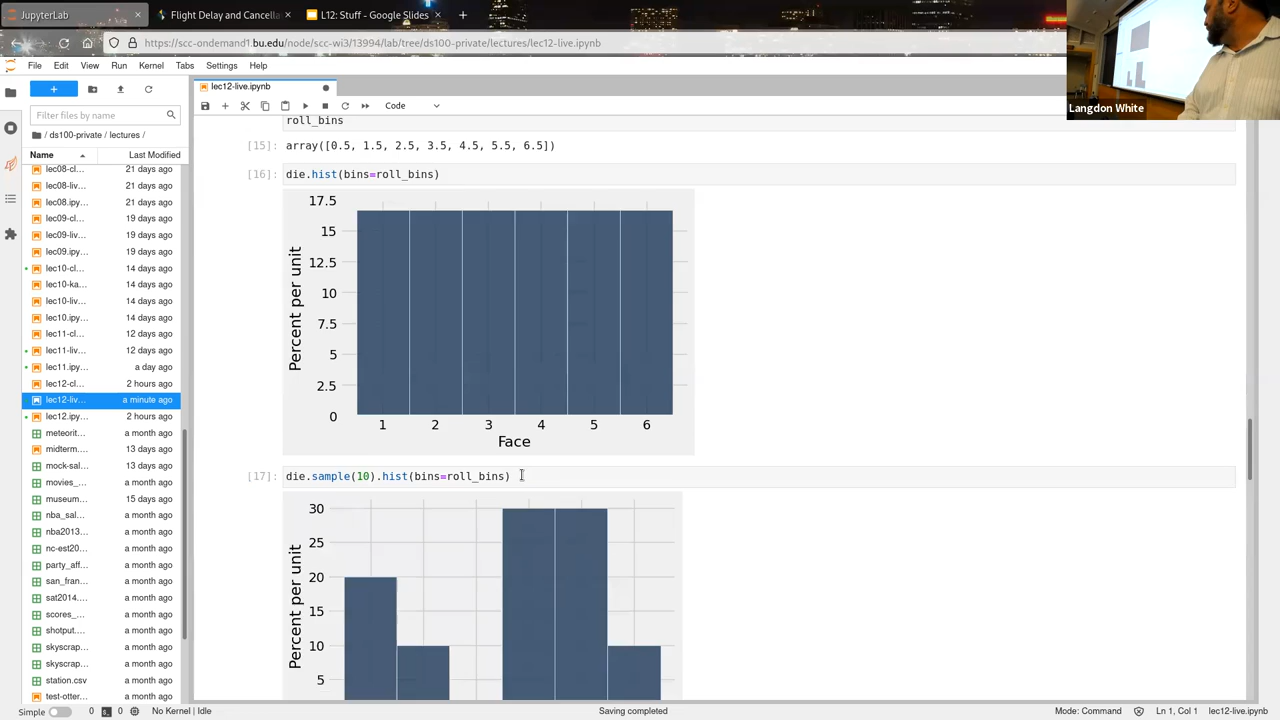 JupyterLab
Flight Delay and Cancella
L12: Stuff - Google Slides
https://scc-ondemand1.bu.edu/node/scc-wi3/13994/lab/tree/ds100-private/lectures/lec12-live.ipynb
Langdon White
File Edit View Run Kernel Tabs Settings Help
Filter files by name
/ ds100-private / lectures /
Name Last Modified
lec08-cl… 21 days ago
lec08-liv… 21 days ago
lec08.ipy… 21 days ago
lec09-cl… 19 days ago
lec09-liv… 19 days ago
lec09.ipy… 19 days ago
lec10-cl… 14 days ago
lec10-ka… 14 days ago
lec10-liv… 14 days ago
lec10.ipy… 14 days ago
lec11-cl… 12 days ago
lec11-liv… 12 days ago
lec11.ipy… a day ago
lec12-cl… 2 hours ago
lec12-liv… a minute ago
lec12.ipy… 2 hours ago
meteorit… a month ago
midterm.… 13 days ago
mock-sal… 13 days ago
movies_… a month ago
museum… 15 days ago
nba_sal… a month ago
nba2013… a month ago
nc-est20… a month ago
party_aff… a month ago
san_fran… a month ago
sat2014.… a month ago
scores_… a month ago
shotput.… a month ago
skyscrap… a month ago
skyscrap… a month ago
station.csv a month ago
test-otter… a month ago
lec12-live.ipynb
Code
roll_bins
[15]: array([0.5, 1.5, 2.5, 3.5, 4.5, 5.5, 6.5])
[16]: die.hist(bins=roll_bins)
17.5
15
12.5
10
7.5
5
2.5
0
Percent per unit
1 2 3 4 5 6
Face
[17]: die.sample(10).hist(bins=roll_bins)
30
25
20
15
10
5
Percent per unit
Simple 0 0 No Kernel | Idle Saving completed Mode: Command Ln 1, Col 1 lec12-live.ipynb